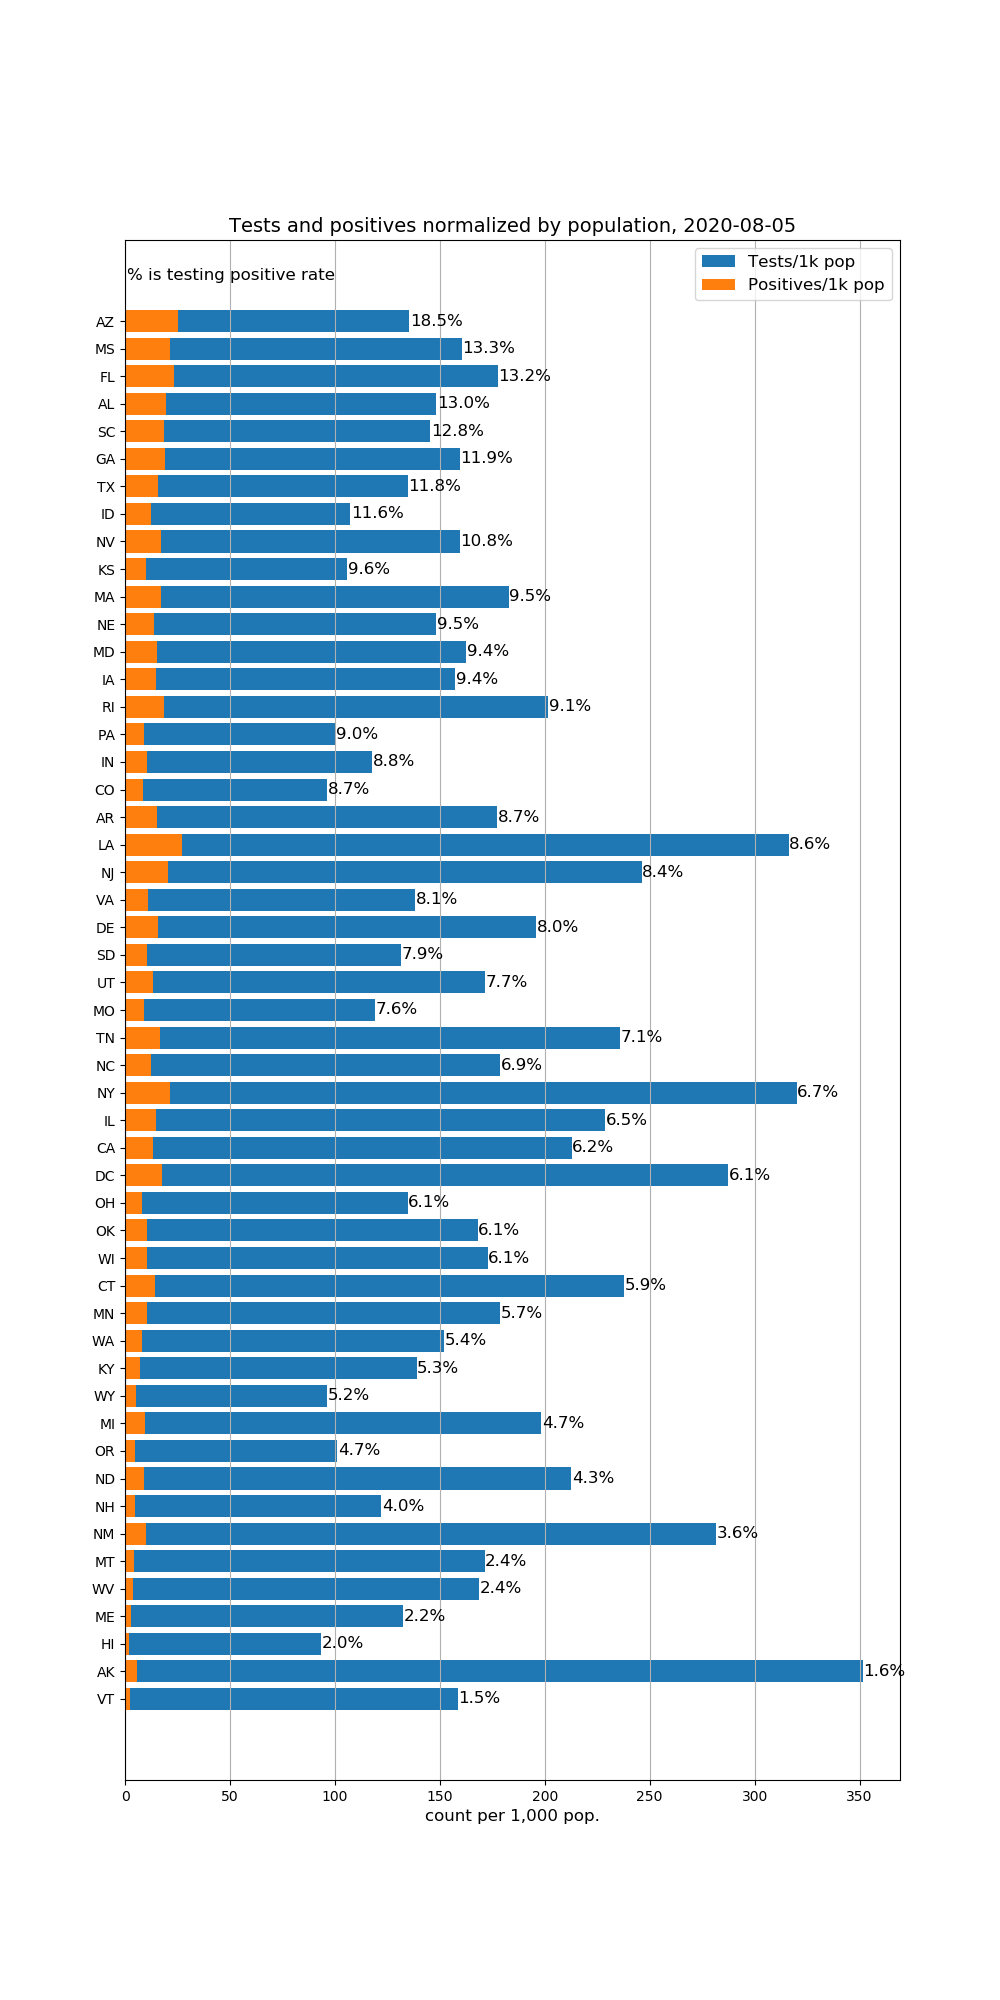 Tests and positives normalized by population, 2020-08-05
% is testing positive rate
Tests/1k pop
Positives/1k pop
AZ 18.5%
MS 13.3%
FL 13.2%
AL 13.0%
SC 12.8%
GA 11.9%
TX 11.8%
ID 11.6%
NV 10.8%
KS 9.6%
MA 9.5%
NE 9.5%
MD 9.4%
IA 9.4%
RI 9.1%
PA 9.0%
IN 8.8%
CO 8.7%
AR 8.7%
LA 8.6%
NJ 8.4%
VA 8.1%
DE 8.0%
SD 7.9%
UT 7.7%
MO 7.6%
TN 7.1%
NC 6.9%
NY 6.7%
IL 6.5%
CA 6.2%
DC 6.1%
OH 6.1%
OK 6.1%
WI 6.1%
CT 5.9%
MN 5.7%
WA 5.4%
KY 5.3%
WY 5.2%
MI 4.7%
OR 4.7%
ND 4.3%
NH 4.0%
NM 3.6%
MT 2.4%
WV 2.4%
ME 2.2%
HI 2.0%
AK 1.6%
VT 1.5%
0 50 100 150 200 250 300 350
count per 1,000 pop.